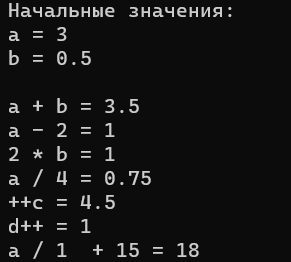 Начальные значения:
a = 3
b = 0.5
a + b = 3.5
a - 2 = 1
2 * b = 1
a / 4 = 0.75
++c = 4.5
d++ = 1
a / 1  + 15 = 18